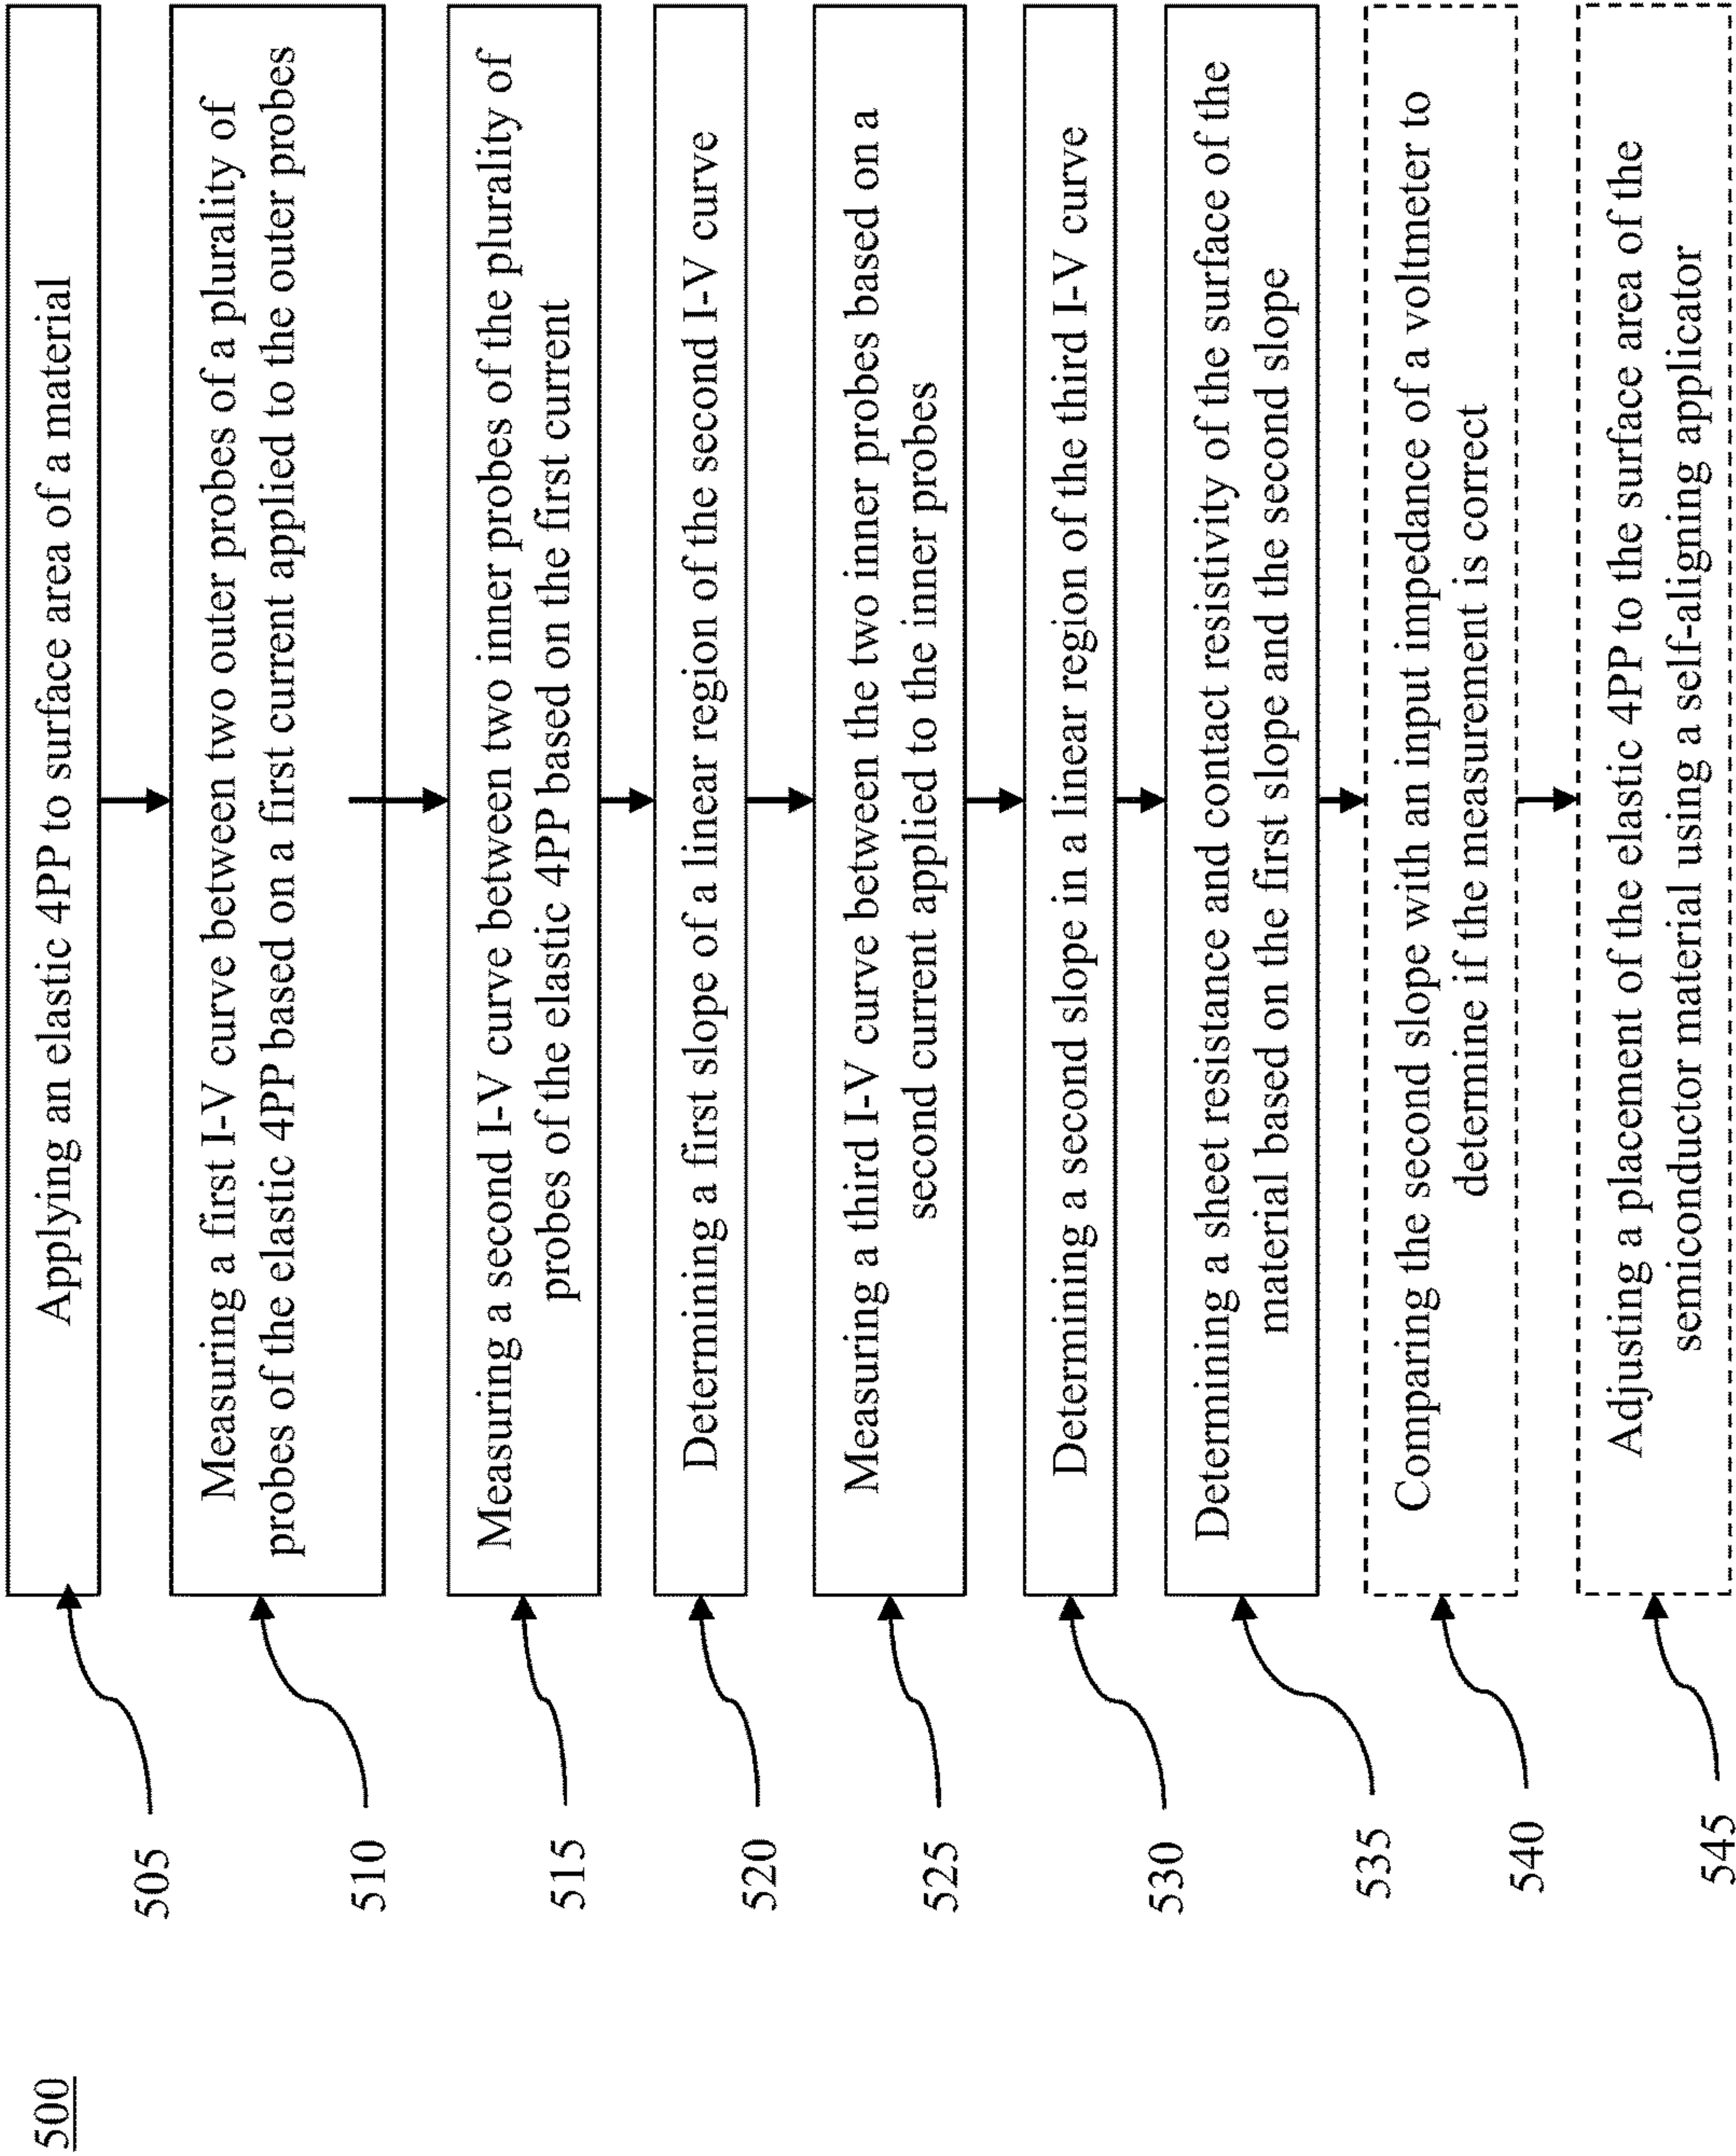 500
505
Applying an elastic 4PP to surface area of a material
510
Measuring a first I-V curve between two outer probes of a plurality of
probes of the elastic 4PP based on a first current applied to the outer probes
515
Measuring a second I-V curve between two inner probes of the plurality of
probes of the elastic 4PP based on the first current
520
Determining a first slope of a linear region of the second I-V curve
525
Measuring a third I-V curve between the two inner probes based on a
second current applied to the inner probes
530
Determining a second slope in a linear region of the third I-V curve
535
Determining a sheet resistance and contact resistivity of the surface of the
material based on the first slope and the second slope
540
Comparing the second slope with an input impedance of a voltmeter to
determine if the measurement is correct
545
Adjusting a placement of the elastic 4PP to the surface area of the
semiconductor material using a self-aligning applicator